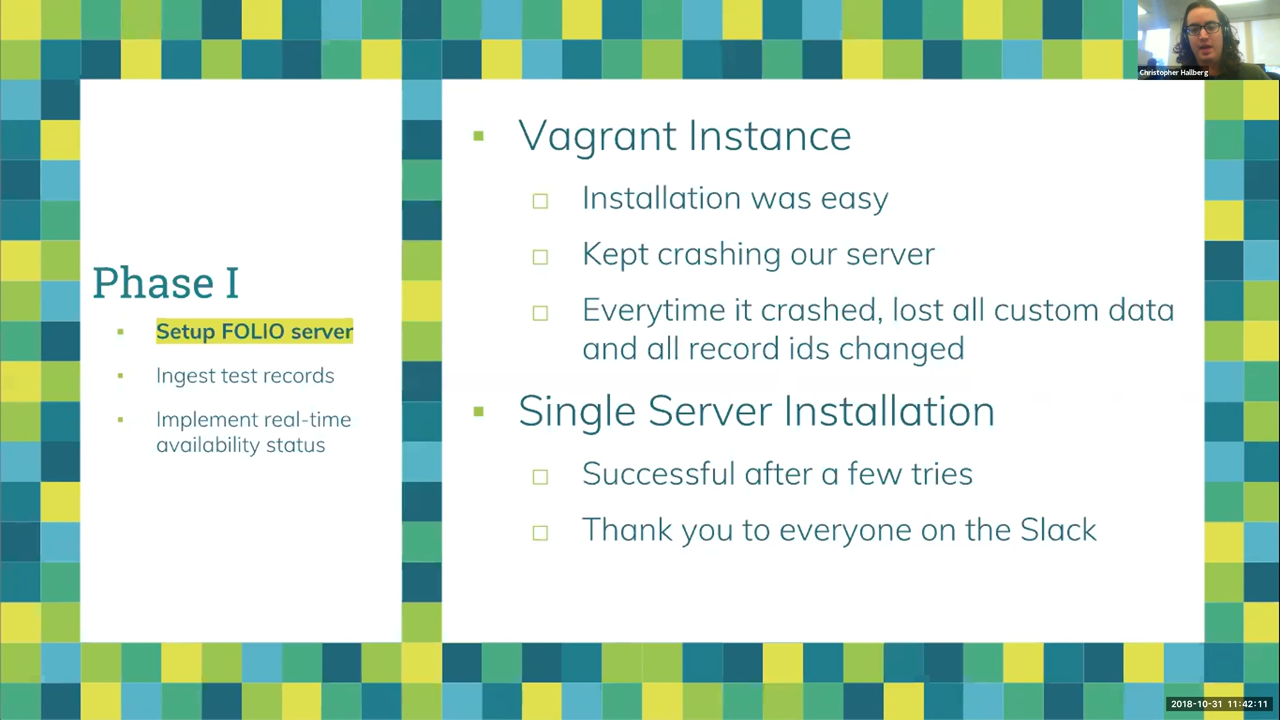 Christopher Hallberg
Phase I
Setup FOLIO server
Ingest test records
Implement real-time
availability status
Vagrant Instance
Installation was easy
Kept crashing our server
Everytime it crashed, lost all custom data
and all record ids changed
Single Server Installation
Successful after a few tries
Thank you to everyone on the Slack
2018-10-31 11:42:11